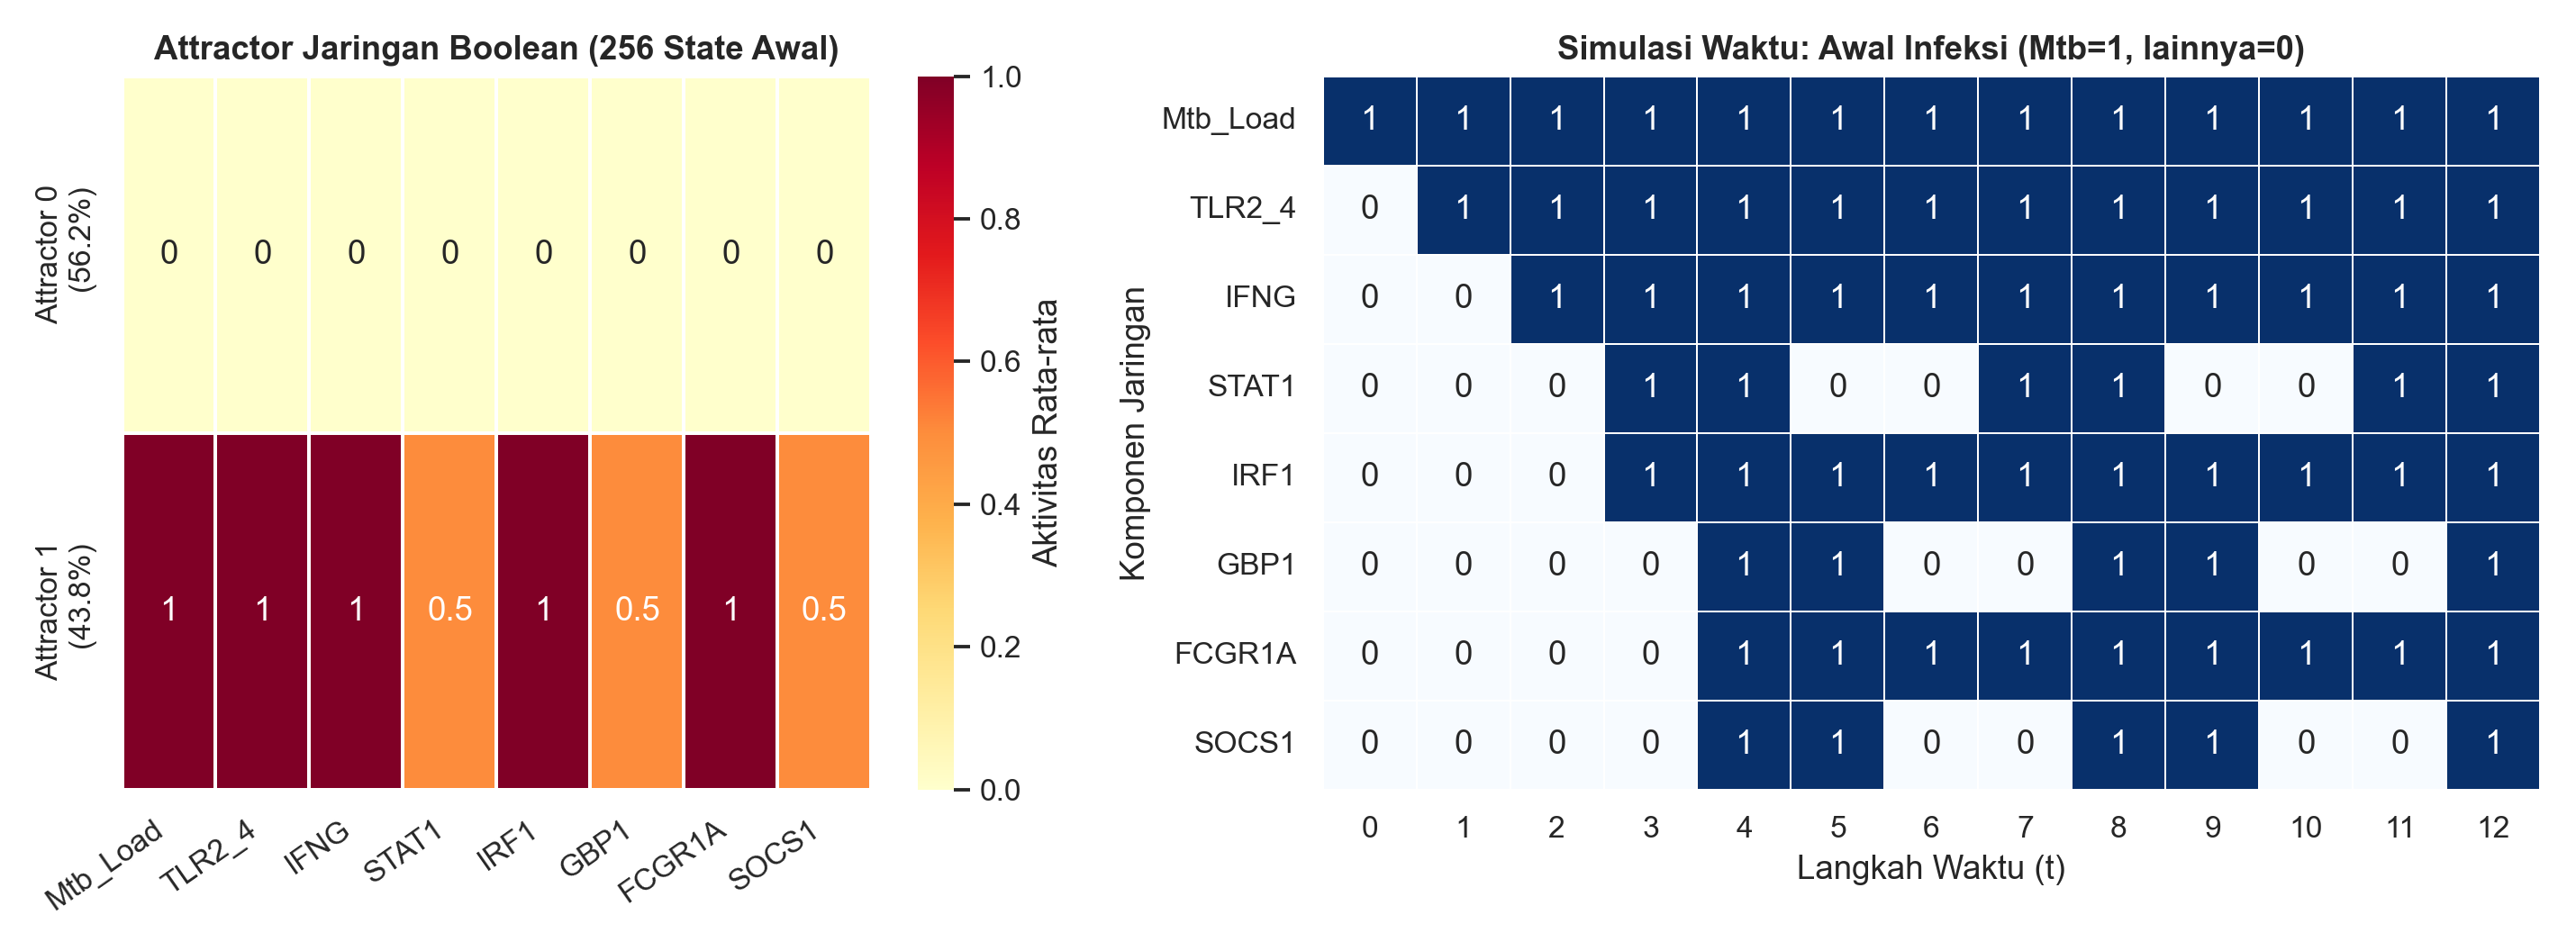 Attractor Jaringan Boolean (256 State Awal)
Attractor 0
(56.2%)
0 0 0 0 0 0 0 0
Attractor 1
(43.8%)
1 1 1 0.5 1 0.5 1 0.5
Mtb_Load TLR2_4 IFNG STAT1 IRF1 GBP1 FCGR1A SOCS1
1.0
0.8
0.6
0.4
0.2
0.0
Aktivitas Rata-rata
Simulasi Waktu: Awal Infeksi (Mtb=1, lainnya=0)
Komponen Jaringan
Mtb_Load 1 1 1 1 1 1 1 1 1 1 1 1 1
TLR2_4 0 1 1 1 1 1 1 1 1 1 1 1 1
IFNG 0 0 1 1 1 1 1 1 1 1 1 1 1
STAT1 0 0 0 1 1 0 0 1 1 0 0 1 1
IRF1 0 0 0 1 1 1 1 1 1 1 1 1 1
GBP1 0 0 0 0 1 1 0 0 1 1 0 0 1
FCGR1A 0 0 0 0 1 1 1 1 1 1 1 1 1
SOCS1 0 0 0 0 1 1 0 0 1 1 0 0 1
0 1 2 3 4 5 6 7 8 9 10 11 12
Langkah Waktu (t)